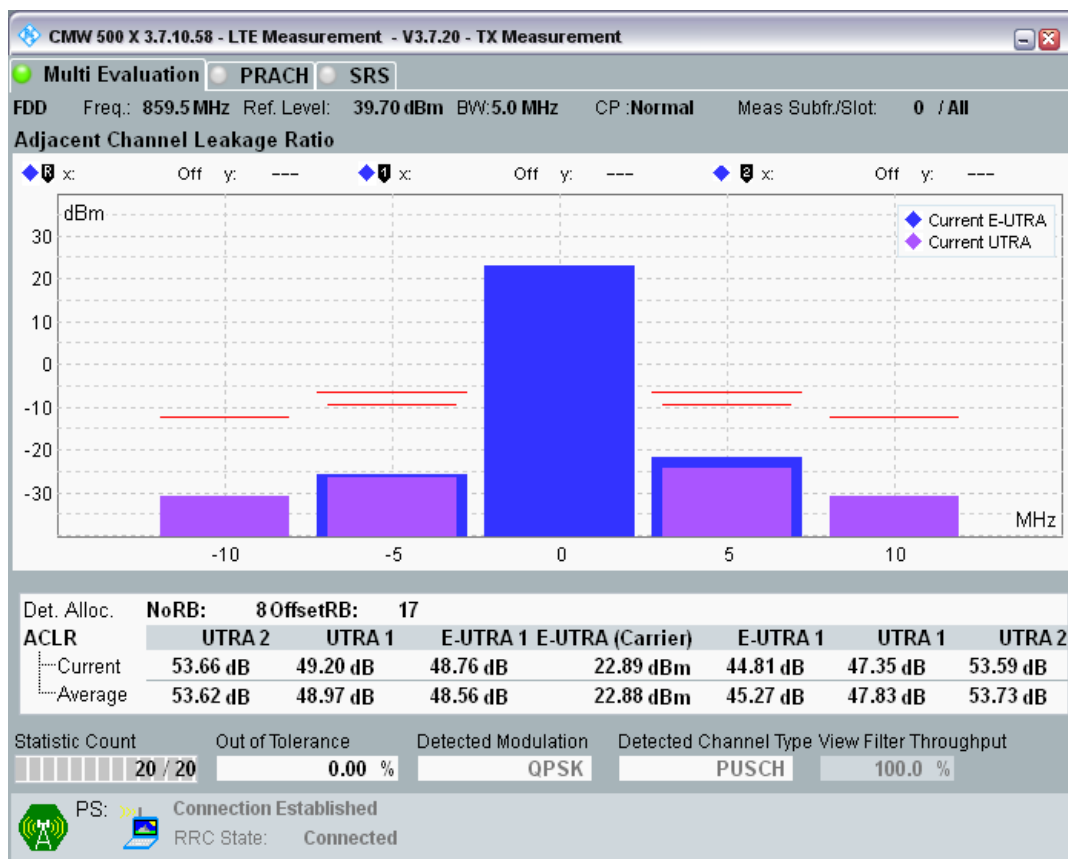 CMW 500 X 3.7.10.58 - LTE Measurement - V3.7.20 - TX Measurement
Multi Evaluation PRACH SRS
FDD Freq.: 859.5 MHz Ref. Level: 39.70 dBm BW:5.0 MHz CP :Normal Meas Subfr./Slot: 0 / All
Adjacent Channel Leakage Ratio
R x: Off y: --- 1 x: Off y: --- 2 x: Off y: ---
dBm
Current E-UTRA
Current UTRA
30
20
10
0
-10
-20
-30
MHz
-10 -5 0 5 10
Det. Alloc. NoRB: 8 OffsetRB: 17
ACLR UTRA 2 UTRA 1 E-UTRA 1 E-UTRA (Carrier) E-UTRA 1 UTRA 1 UTRA 2
Current 53.66 dB 49.20 dB 48.76 dB 22.89 dBm 44.81 dB 47.35 dB 53.59 dB
Average 53.62 dB 48.97 dB 48.56 dB 22.88 dBm 45.27 dB 47.83 dB 53.73 dB
Statistic Count Out of Tolerance Detected Modulation Detected Channel Type View Filter Throughput
20 / 20 0.00 % QPSK PUSCH 100.0 %
PS: Connection Established
RRC State: Connected